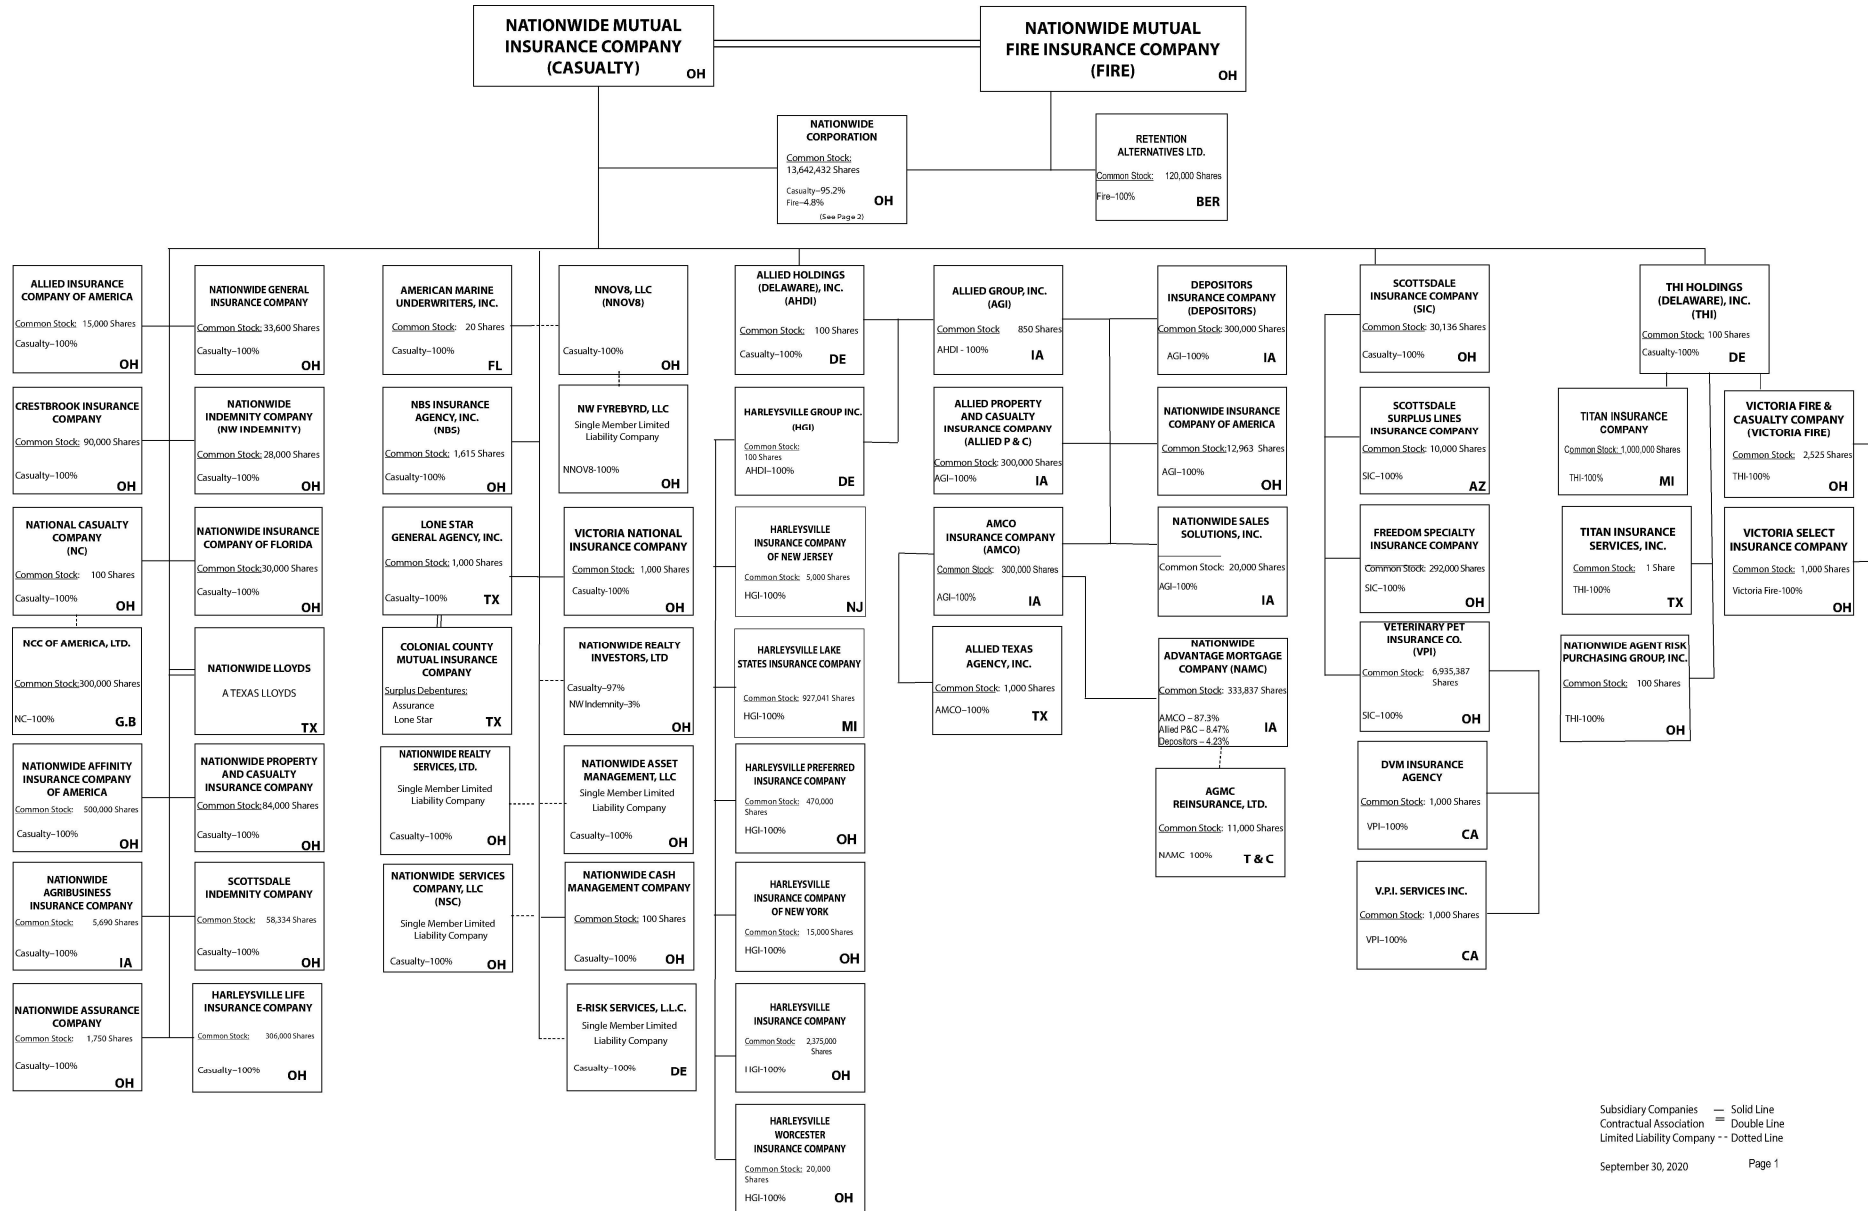 NATIONWIDE MUTUAL
INSURANCE COMPANY
(CASUALTY)
OH
NATIONWIDE MUTUAL
FIRE INSURANCE COMPANY
(FIRE)
OH
NATIONWIDE
CORPORATION
Common Stock:
13,642,432 Shares
Casualty–95.2%
Fire–4.8%
OH
(See Page 2)
RETENTION
ALTERNATIVES LTD.
Common Stock: 120,000 Shares
Fire–100%
BER
ALLIED INSURANCE
COMPANY OF AMERICA
Common Stock: 15,000 Shares
Casualty–100%
OH
CRESTBROOK INSURANCE
COMPANY
Common Stock: 90,000 Shares
Casualty–100%
OH
NATIONAL CASUALTY
COMPANY
(NC)
Common Stock: 100 Shares
Casualty–100%
OH
NCC OF AMERICA, LTD.
Common Stock:300,000 Shares
NC–100%
G.B
NATIONWIDE AFFINITY
INSURANCE COMPANY
OF AMERICA
Common Stock: 500,000 Shares
Casualty–100%
OH
NATIONWIDE
AGRIBUSINESS
INSURANCE COMPANY
Common Stock: 5,690 Shares
Casualty–100%
IA
NATIONWIDE ASSURANCE
COMPANY
Common Stock: 1,750 Shares
Casualty–100%
OH
NATIONWIDE GENERAL
INSURANCE COMPANY
Common Stock: 33,600 Shares
Casualty–100%
OH
NATIONWIDE
INDEMNITY COMPANY
(NW INDEMNITY)
Common Stock: 28,000 Shares
Casualty–100%
OH
NATIONWIDE INSURANCE
COMPANY OF FLORIDA
Common Stock:30,000 Shares
Casualty–100%
OH
NATIONWIDE LLOYDS
A TEXAS LLOYDS
TX
NATIONWIDE PROPERTY
AND CASUALTY
INSURANCE COMPANY
Common Stock:84,000 Shares
Casualty–100%
OH
SCOTTSDALE
INDEMNITY COMPANY
Common Stock: 58,334 Shares
Casualty–100%
OH
HARLEYSVILLE LIFE
INSURANCE COMPANY
Common Stock: 306,000 Shares
Casualty–100%
OH
AMERICAN MARINE
UNDERWRITERS, INC.
Common Stock: 20 Shares
Casualty–100%
FL
NBS INSURANCE
AGENCY, INC.
(NBS)
Common Stock: 1,615 Shares
Casualty-100%
OH
LONE STAR
GENERAL AGENCY, INC.
Common Stock: 1,000 Shares
Casualty–100%
TX
COLONIAL COUNTY
MUTUAL INSURANCE
COMPANY
Surplus Debentures:
Assurance
Lone Star
TX
NATIONWIDE REALTY
SERVICES, LTD.
Single Member Limited
Liability Company
Casualty–100%
OH
NATIONWIDE SERVICES
COMPANY, LLC
(NSC)
Single Member Limited
Liability Company
Casualty–100%
OH
NNOV8, LLC
(NNOV8)
Casualty-100%
OH
NW FYREBYRD, LLC
Single Member Limited
Liability Company
NNOV8-100%
OH
VICTORIA NATIONAL
INSURANCE COMPANY
Common Stock: 1,000 Shares
Casualty-100%
OH
NATIONWIDE REALTY
INVESTORS, LTD
Casualty–97%
NW Indemnity–3%
OH
NATIONWIDE ASSET
MANAGEMENT, LLC
Single Member Limited
Liability Company
Casualty–100%
OH
NATIONWIDE CASH
MANAGEMENT COMPANY
Common Stock: 100 Shares
Casualty–100%
OH
E-RISK SERVICES, L.L.C.
Single Member Limited
Liability Company
Casualty–100%
DE
ALLIED HOLDINGS
(DELAWARE), INC.
(AHDI)
Common Stock: 100 Shares
Casualty–100%
DE
HARLEYSVILLE GROUP INC.
(HGI)
Common Stock:
100 Shares
AHDI–100%
DE
HARLEYSVILLE
INSURANCE COMPANY
OF NEW JERSEY
Common Stock: 5,000 Shares
HGI-100%
NJ
HARLEYSVILLE LAKE
STATES INSURANCE COMPANY
Common Stock: 927,041 Shares
HGI-100%
MI
HARLEYSVILLE PREFERRED
INSURANCE COMPANY
Common Stock: 470,000
Shares
HGI-100%
OH
HARLEYSVILLE
INSURANCE COMPANY
OF NEW YORK
Common Stock: 15,000 Shares
HGI-100%
OH
HARLEYSVILLE
INSURANCE COMPANY
Common Stock: 2,375,000
Shares
HGI-100%
OH
HARLEYSVILLE
WORCESTER
INSURANCE COMPANY
Common Stock: 20,000
Shares
HGI-100%
OH
ALLIED GROUP, INC.
(AGI)
Common Stock 850 Shares
AHDI - 100%
IA
ALLIED PROPERTY
AND CASUALTY
INSURANCE COMPANY
(ALLIED P & C)
Common Stock: 300,000 Shares
AGI–100%
IA
AMCO
INSURANCE COMPANY
(AMCO)
Common Stock: 300,000 Shares
AGI–100%
IA
ALLIED TEXAS
AGENCY, INC.
Common Stock: 1,000 Shares
AMCO–100%
TX
DEPOSITORS
INSURANCE COMPANY
(DEPOSITORS)
Common Stock: 300,000 Shares
AGI–100%
IA
NATIONWIDE INSURANCE
COMPANY OF AMERICA
Common Stock:12,963 Shares
AGI–100%
OH
NATIONWIDE SALES
SOLUTIONS, INC.
Common Stock: 20,000 Shares
AGI–100%
IA
NATIONWIDE
ADVANTAGE MORTGAGE
COMPANY (NAMC)
Common Stock: 333,837 Shares
AMCO – 87.3%
Allied P&C – 8.47%
Depositors – 4.23%
IA
AGMC
REINSURANCE, LTD.
Common Stock: 11,000 Shares
NAMC 100%
T & C
SCOTTSDALE
INSURANCE COMPANY
(SIC)
Common Stock: 30,136 Shares
Casualty–100%
OH
SCOTTSDALE
SURPLUS LINES
INSURANCE COMPANY
Common Stock: 10,000 Shares
SIC–100%
AZ
FREEDOM SPECIALTY
INSURANCE COMPANY
Common Stock: 292,000 Shares
SIC–100%
OH
VETERINARY PET
INSURANCE CO.
(VPI)
Common Stock: 6,935,387
Shares
SIC–100%
OH
DVM INSURANCE
AGENCY
Common Stock: 1,000 Shares
VPI–100%
CA
V.P.I. SERVICES INC.
Common Stock: 1,000 Shares
VPI–100%
CA
THI HOLDINGS
(DELAWARE), INC.
(THI)
Common Stock: 100 Shares
Casualty-100%
DE
TITAN INSURANCE
COMPANY
Common Stock: 1,000,000 Shares
THI-100%
MI
TITAN INSURANCE
SERVICES, INC.
Common Stock: 1 Share
THI-100%
TX
NATIONWIDE AGENT RISK
PURCHASING GROUP, INC.
Common Stock: 100 Shares
THI-100%
OH
VICTORIA FIRE &
CASUALTY COMPANY
(VICTORIA FIRE)
Common Stock: 2,525 Shares
THI-100%
OH
VICTORIA SELECT
INSURANCE COMPANY
Common Stock: 1,000 Shares
Victoria Fire-100%
OH
Subsidiary Companies — Solid Line
Contractual Association = Double Line
Limited Liability Company -- Dotted Line
September 30, 2020
Page 1